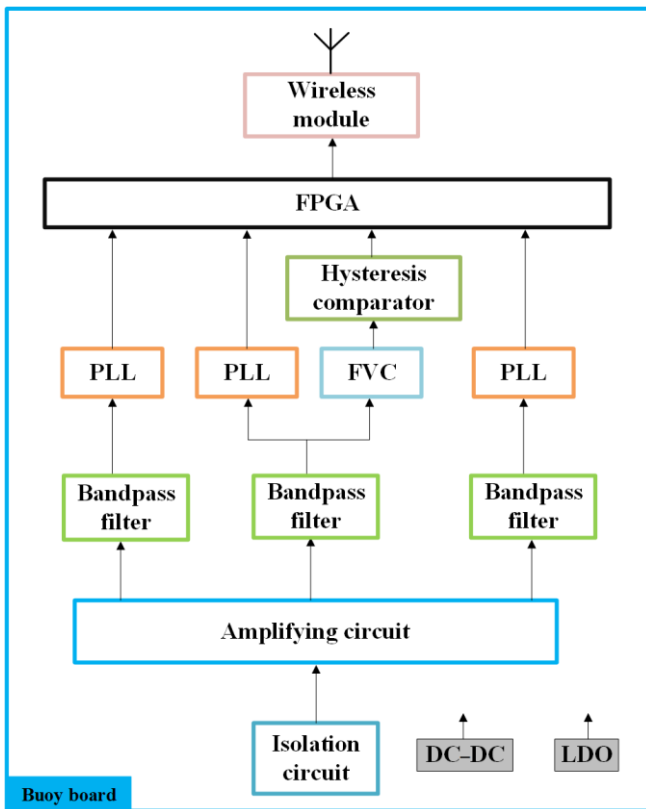 Wireless
module
FPGA
Hysteresis
comparator
PLL
PLL
FVC
PLL
Bandpass
filter
Bandpass
filter
Bandpass
filter
Amplifying circuit
Isolation
circuit
DC–DC
LDO
Buoy board